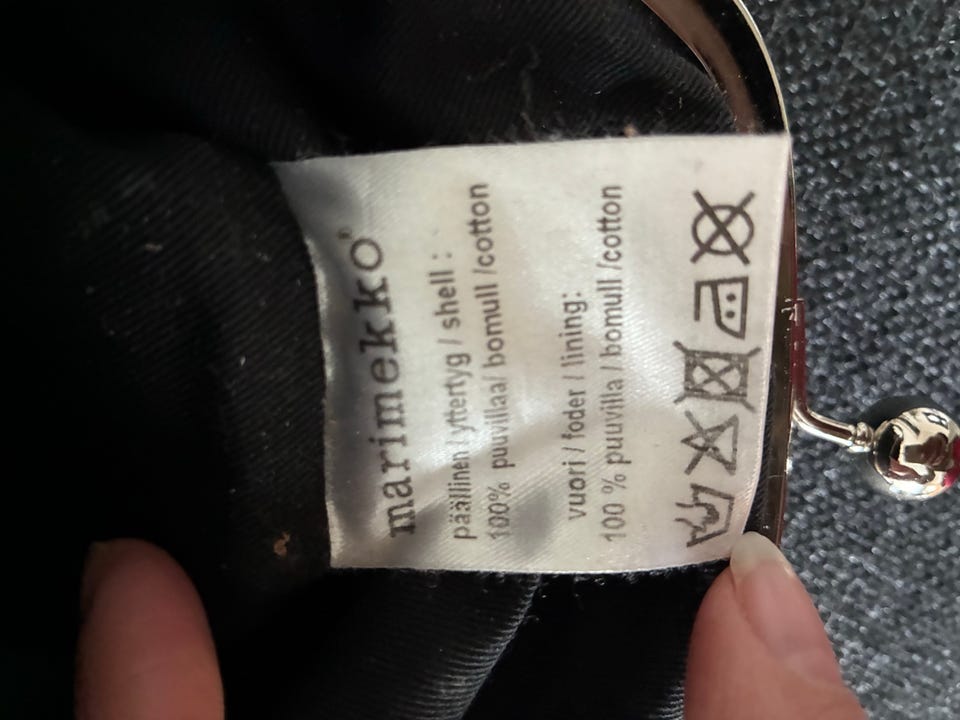 marimekko®
päällinen / yttertyg / shell :
100% puuvillaa/ bomull /cotton
vuori / foder / lining:
100 % puuvilla / bomull /cotton